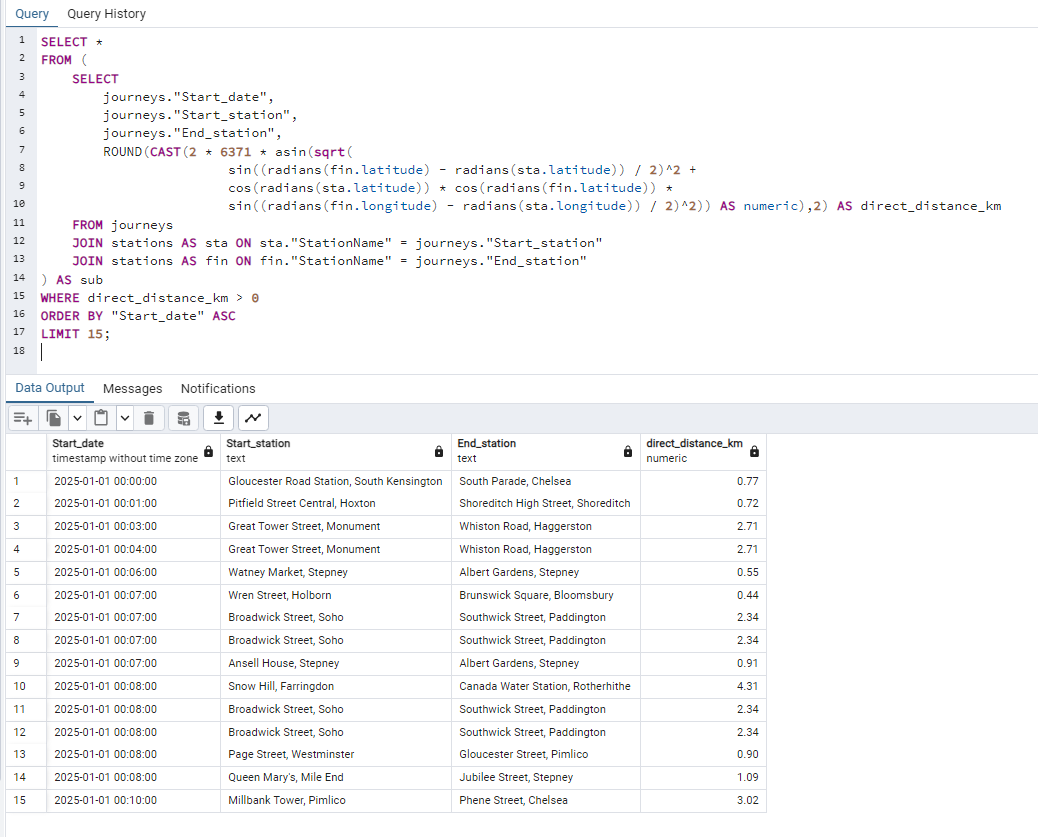 Query Query History
1 SELECT *
2 FROM (
3 SELECT
4 journeys."Start_date",
5 journeys."Start_station",
6 journeys."End_station",
7 ROUND(CAST(2 * 6371 * asin(sqrt(
8 sin((radians(fin.latitude) - radians(sta.latitude)) / 2)^2 +
9 cos(radians(sta.latitude)) * cos(radians(fin.latitude)) *
10 sin((radians(fin.longitude) - radians(sta.longitude)) / 2)^2)) AS numeric),2) AS direct_distance_km
11 FROM journeys
12 JOIN stations AS sta ON sta."StationName" = journeys."Start_station"
13 JOIN stations AS fin ON fin."StationName" = journeys."End_station"
14 ) AS sub
15 WHERE direct_distance_km > 0
16 ORDER BY "Start_date" ASC
17 LIMIT 15;
18
Data Output Messages Notifications
Start_date Start_station End_station direct_distance_km
timestamp without time zone text text numeric
1 2025-01-01 00:00:00 Gloucester Road Station, South Kensington South Parade, Chelsea 0.77
2 2025-01-01 00:01:00 Pitfield Street Central, Hoxton Shoreditch High Street, Shoreditch 0.72
3 2025-01-01 00:03:00 Great Tower Street, Monument Whiston Road, Haggerston 2.71
4 2025-01-01 00:04:00 Great Tower Street, Monument Whiston Road, Haggerston 2.71
5 2025-01-01 00:06:00 Watney Market, Stepney Albert Gardens, Stepney 0.55
6 2025-01-01 00:07:00 Wren Street, Holborn Brunswick Square, Bloomsbury 0.44
7 2025-01-01 00:07:00 Broadwick Street, Soho Southwick Street, Paddington 2.34
8 2025-01-01 00:07:00 Broadwick Street, Soho Southwick Street, Paddington 2.34
9 2025-01-01 00:07:00 Ansell House, Stepney Albert Gardens, Stepney 0.91
10 2025-01-01 00:08:00 Snow Hill, Farringdon Canada Water Station, Rotherhithe 4.31
11 2025-01-01 00:08:00 Broadwick Street, Soho Southwick Street, Paddington 2.34
12 2025-01-01 00:08:00 Broadwick Street, Soho Southwick Street, Paddington 2.34
13 2025-01-01 00:08:00 Page Street, Westminster Gloucester Street, Pimlico 0.90
14 2025-01-01 00:08:00 Queen Mary's, Mile End Jubilee Street, Stepney 1.09
15 2025-01-01 00:10:00 Millbank Tower, Pimlico Phene Street, Chelsea 3.02